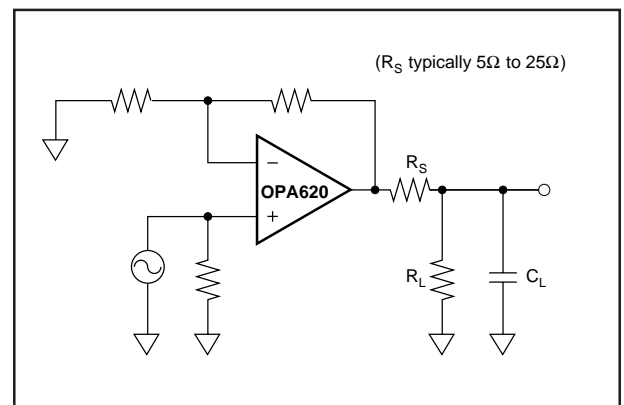 (R_S typically 5Ω to 25Ω)
R_S
−
OPA620
+
R_L
C_L